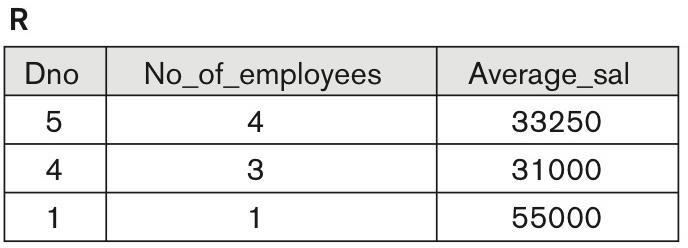 R
Dno No_of_employees Average_sal
5 4 33250
4 3 31000
1 1 55000